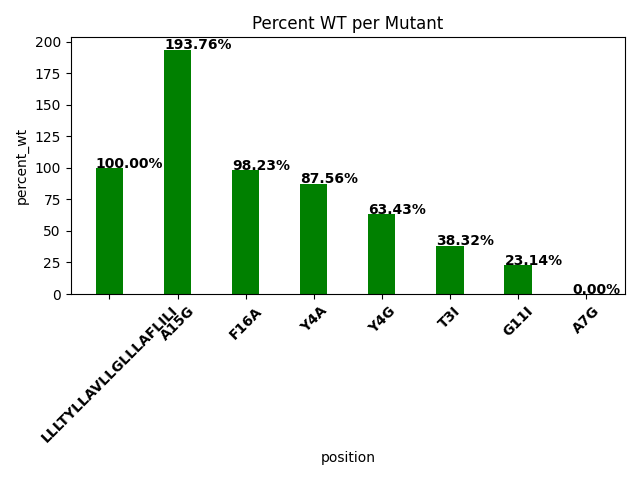 Percent WT per Mutant
percent_wt
200
175
150
125
100
75
50
25
0
100.00%
193.76%
98.23%
87.56%
63.43%
38.32%
23.14%
0.00%
LLLTYLLAVLLGLLLAFLILI
A15G
F16A
Y4A
Y4G
T3I
G11I
A7G
position